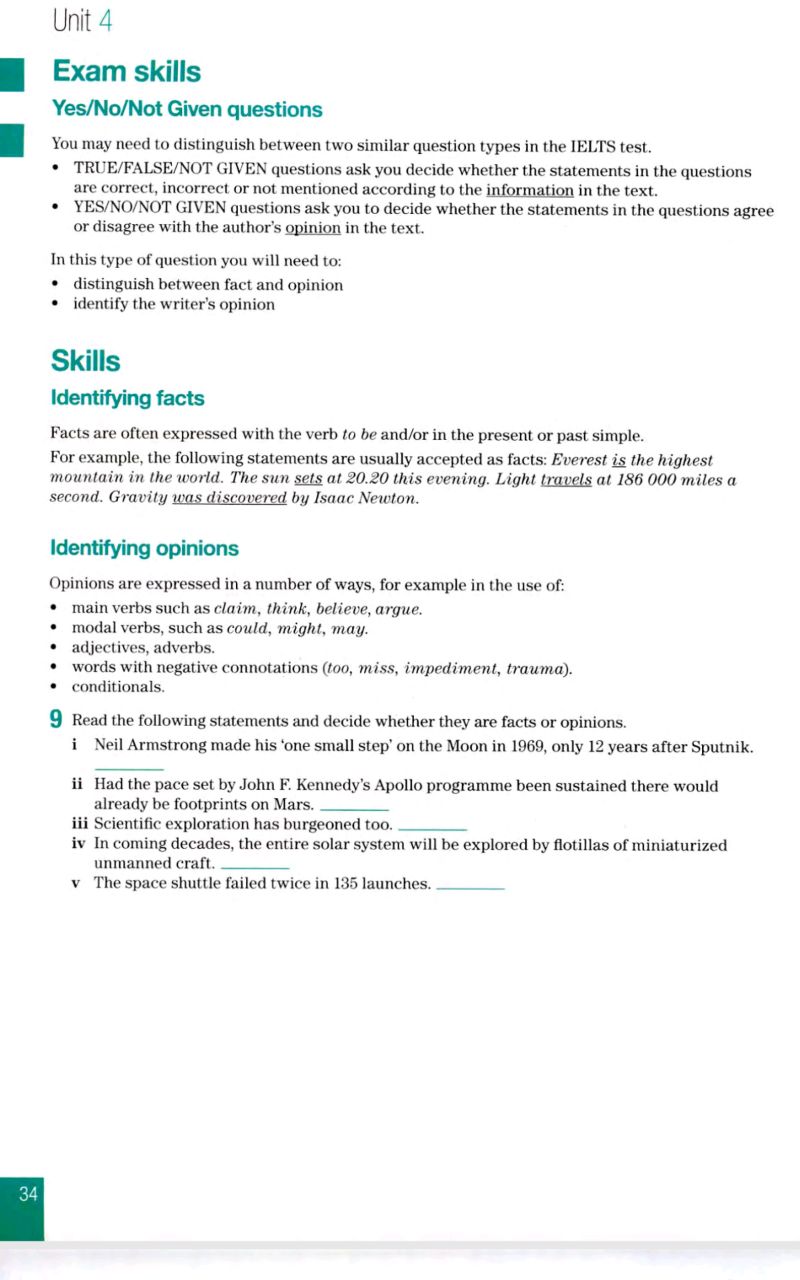 Unit 4
Exam skills
Yes/No/Not Given questions
You may need to distinguish between two similar question types in the IELTS test.
• TRUE/FALSE/NOT GIVEN questions ask you decide whether the statements in the questions
are correct, incorrect or not mentioned according to the information in the text.
• YES/NO/NOT GIVEN questions ask you to decide whether the statements in the questions agree
or disagree with the author's opinion in the text.
In this type of question you will need to:
• distinguish between fact and opinion
• identify the writer's opinion
Skills
Identifying facts
Facts are often expressed with the verb to be and/or in the present or past simple.
For example, the following statements are usually accepted as facts: Everest is the highest
mountain in the world. The sun sets at 20.20 this evening. Light travels at 186 000 miles a
second. Gravity was discovered by Isaac Newton.
Identifying opinions
Opinions are expressed in a number of ways, for example in the use of:
• main verbs such as claim, think, believe, argue.
• modal verbs, such as could, might, may.
• adjectives, adverbs.
• words with negative connotations (too, miss, impediment, trauma).
• conditionals.
9 Read the following statements and decide whether they are facts or opinions.
i Neil Armstrong made his 'one small step' on the Moon in 1969, only 12 years after Sputnik.
ii Had the pace set by John F. Kennedy's Apollo programme been sustained there would
already be footprints on Mars.
iii Scientific exploration has burgeoned too.
iv In coming decades, the entire solar system will be explored by flotillas of miniaturized
unmanned craft.
v The space shuttle failed twice in 135 launches.
34